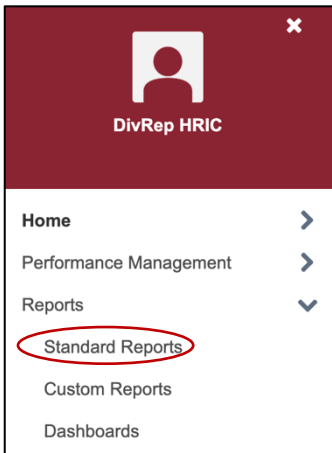 DivRep HRIC
Home
Performance Management
Reports
Standard Reports
Custom Reports
Dashboards